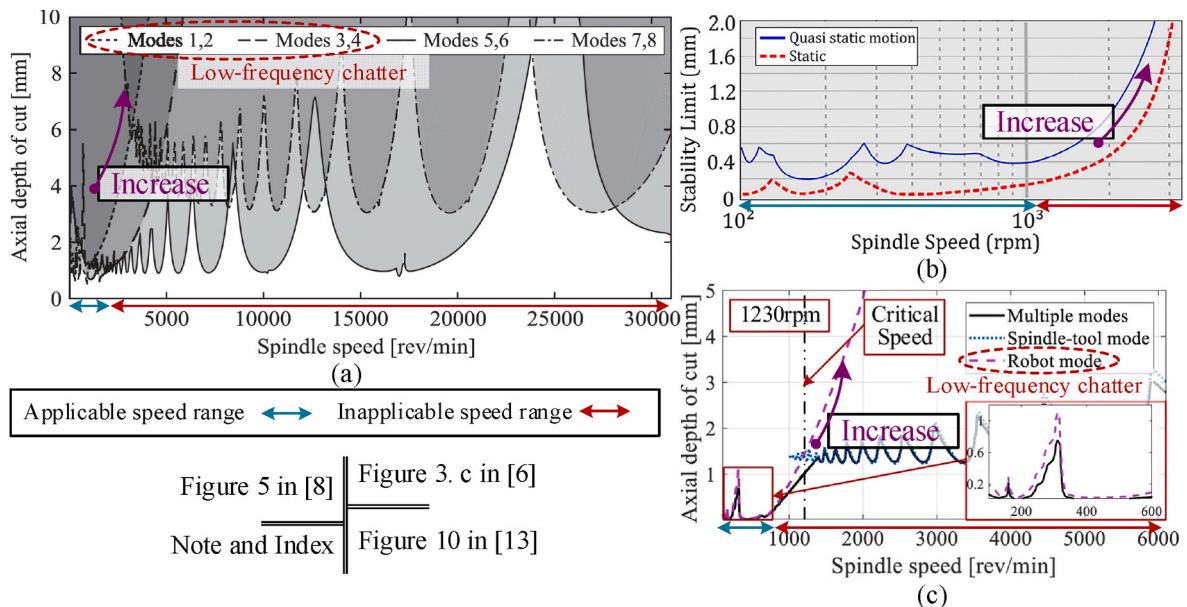 10
8
6
4
2
0
Axial depth of cut [mm]
Modes 1,2 Modes 3,4 Modes 5,6 Modes 7,8
Low-frequency chatter
Increase
5000 10000 15000 20000 25000 30000
Spindle speed [rev/min]
(a)
2.0
1.6
1.2
0.8
0.4
0
Stability Limit (mm)
Quasi static motion
Static
Increase
10² 10³
Spindle Speed (rpm)
(b)
Applicable speed range Inapplicable speed range
Figure 5 in [8]
Figure 3. c in [6]
Note and Index
Figure 10 in [13]
5
4
3
2
1
Axial depth of cut [mm]
1230rpm
Critical
Speed
Multiple modes
Spindle-tool mode
Robot mode
Low-frequency chatter
Increase
0.6
0.2
200 400 600
1000 2000 3000 4000 5000 6000
Spindle speed [rev/min]
(c)